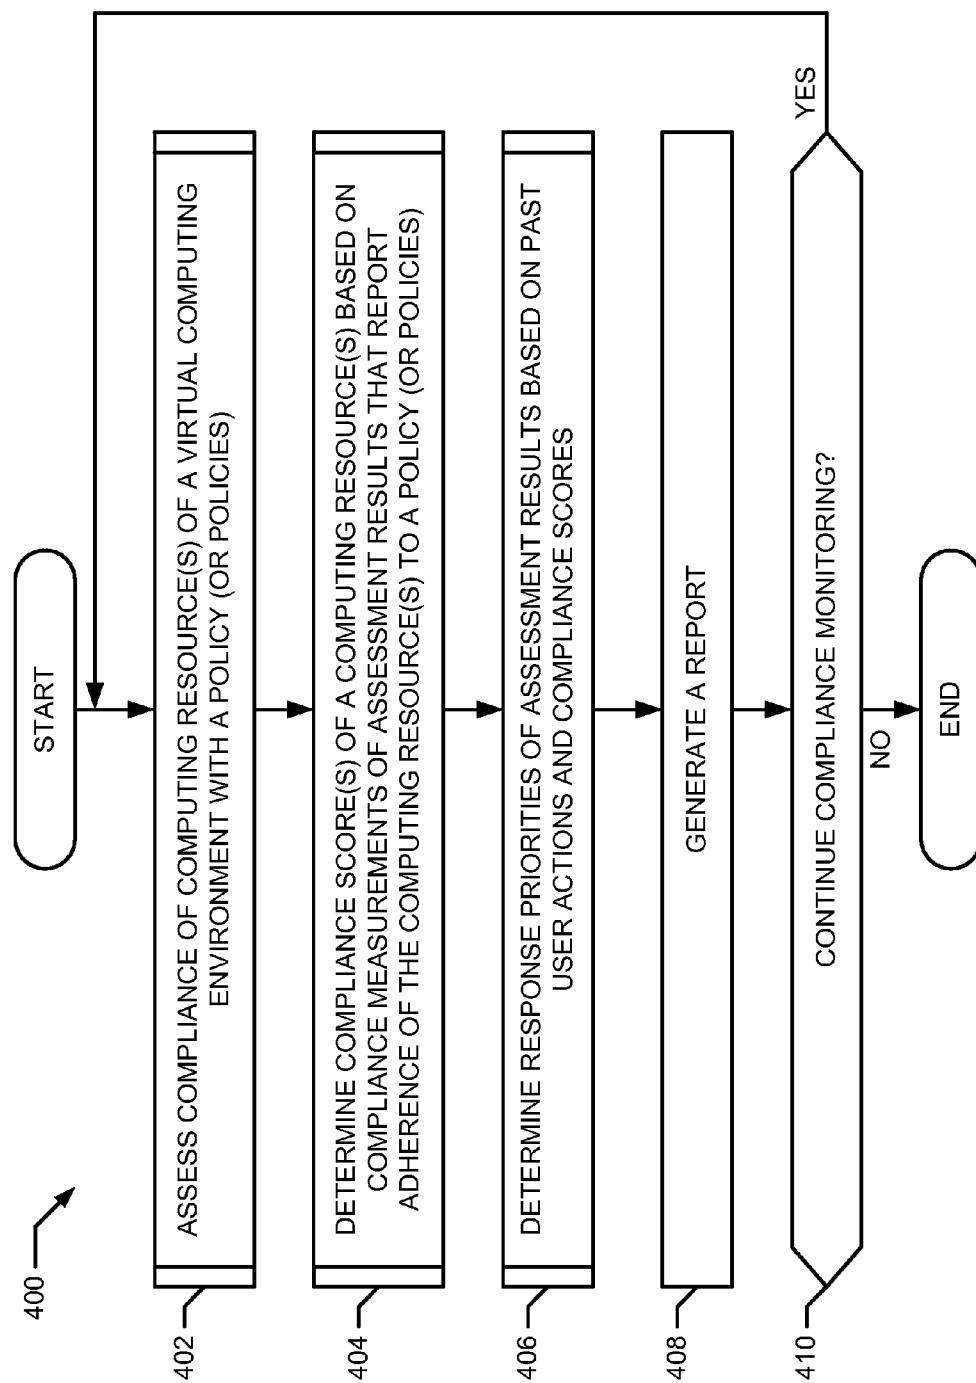 400
START
402
ASSESS COMPLIANCE OF COMPUTING RESOURCE(S) OF A VIRTUAL COMPUTING
ENVIRONMENT WITH A POLICY (OR POLICIES)
404
DETERMINE COMPLIANCE SCORE(S) OF A COMPUTING RESOURCE(S) BASED ON
COMPLIANCE MEASUREMENTS OF ASSESSMENT RESULTS THAT REPORT
ADHERENCE OF THE COMPUTING RESOURCE(S) TO A POLICY (OR POLICIES)
406
DETERMINE RESPONSE PRIORITIES OF ASSESSMENT RESULTS BASED ON PAST
USER ACTIONS AND COMPLIANCE SCORES
408
GENERATE A REPORT
410
CONTINUE COMPLIANCE MONITORING?
YES
NO
END